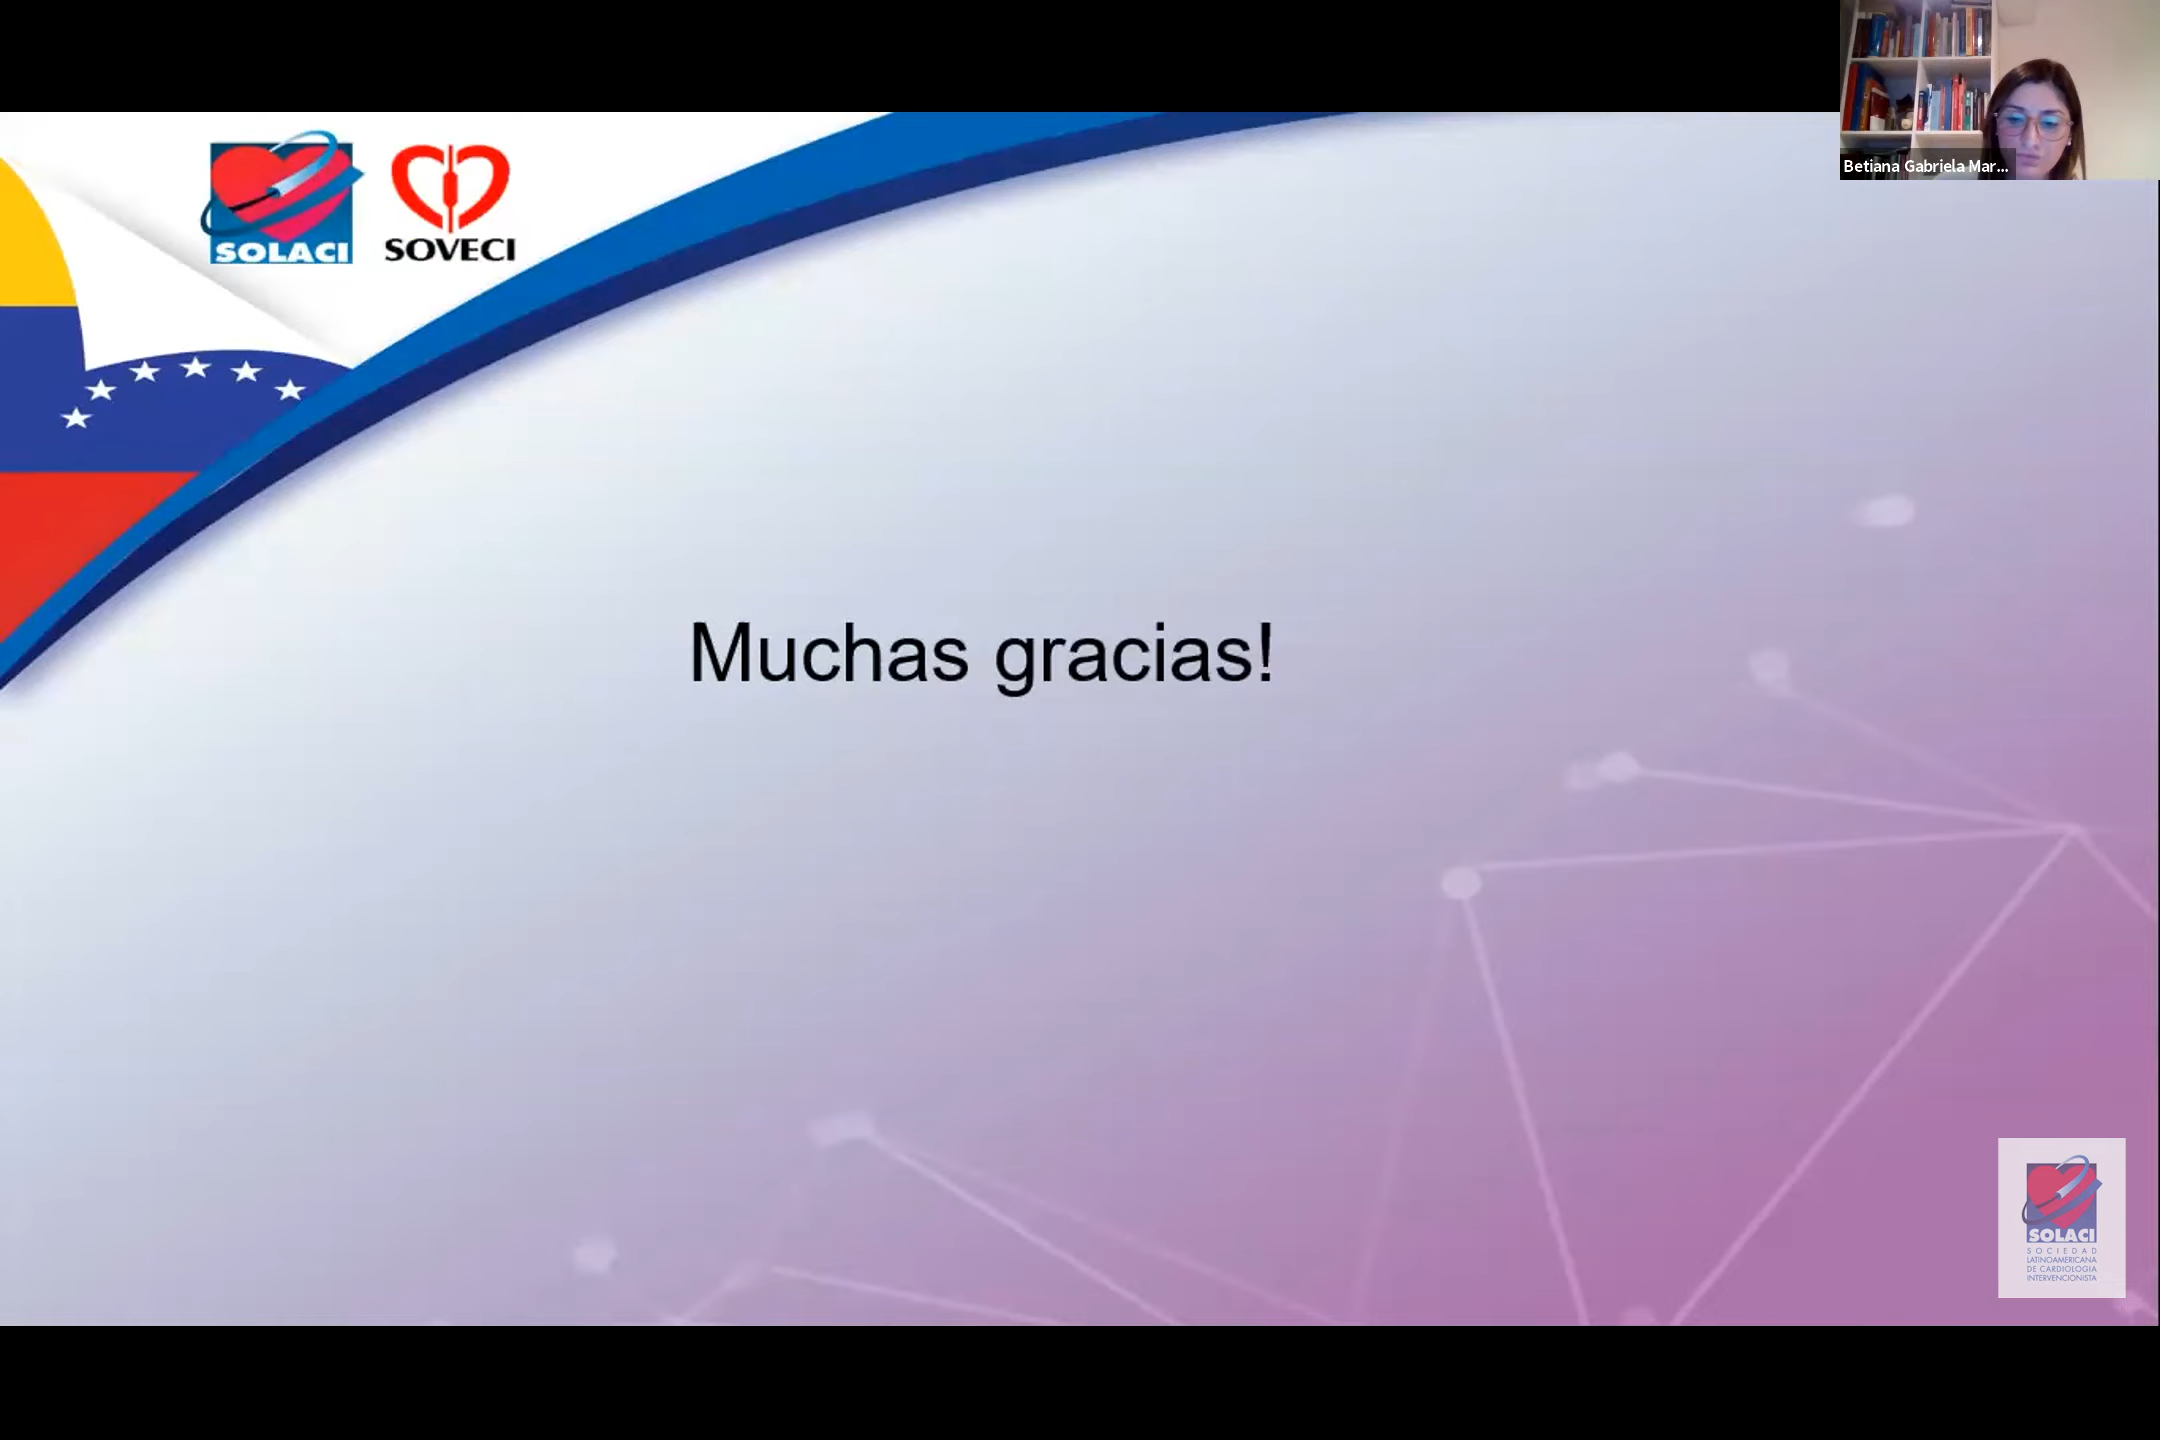 Betiana Gabriela Mar...
SOLACI
SOVECI
Muchas gracias!
SOLACI
SOCIEDAD
LATINOAMERICANA
DE CARDIOLOGIA
INTERVENCIONISTA